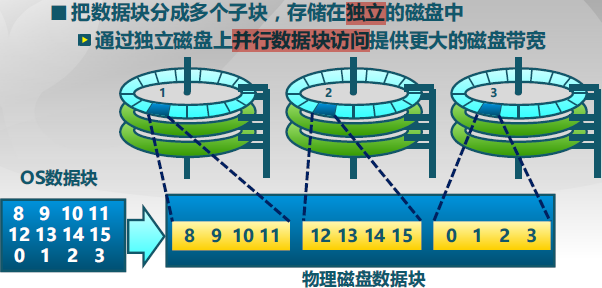 把数据块分成多个子块，存储在独立的磁盘中
通过独立磁盘上并行数据块访问提供更大的磁盘带宽
1 2 3
OS数据块
8 9 10 11
12 13 14 15
0 1 2 3
8 9 10 11 12 13 14 15 0 1 2 3
物理磁盘数据块